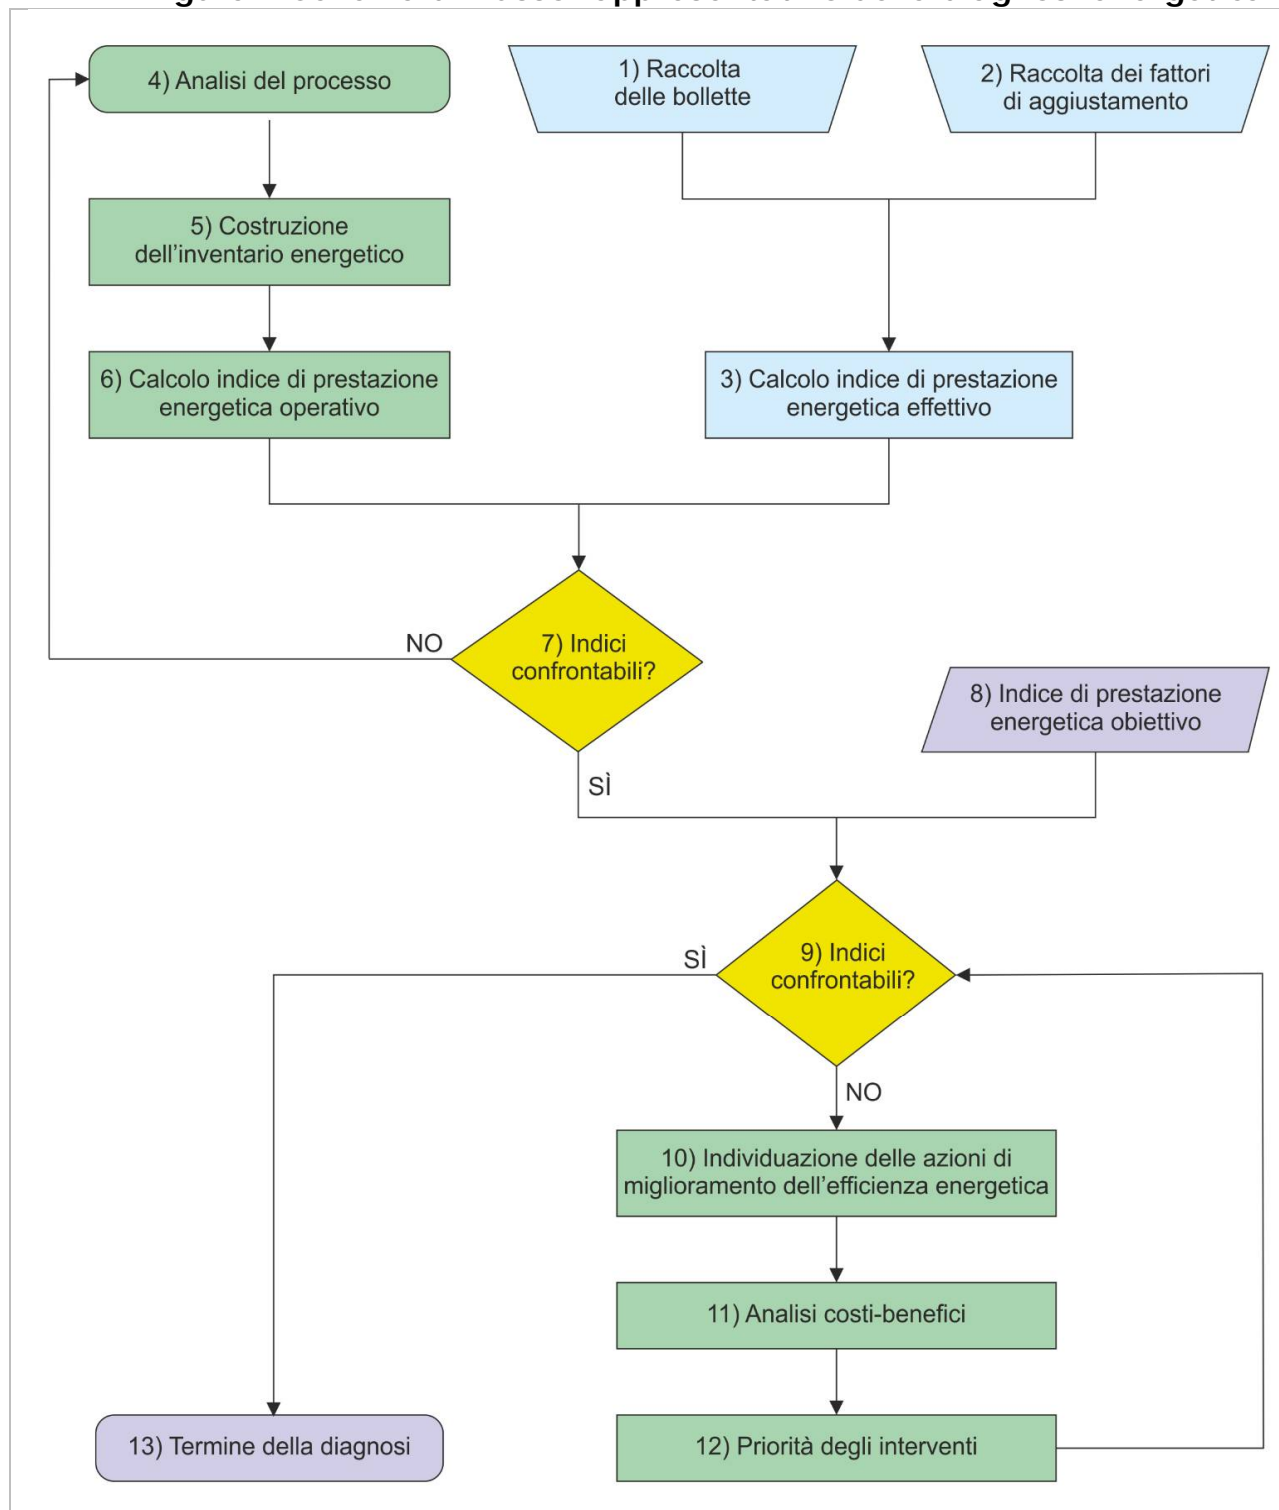 4) Analisi del processo
1) Raccolta
delle bollette
2) Raccolta dei fattori
di aggiustamento
5) Costruzione
dell’inventario energetico
6) Calcolo indice di prestazione
energetica operativo
3) Calcolo indice di prestazione
energetica effettivo
NO
7) Indici
confrontabili?
8) Indice di prestazione
energetica obiettivo
SÌ
SÌ
9) Indici
confrontabili?
NO
10) Individuazione delle azioni di
miglioramento dell’efficienza energetica
11) Analisi costi-benefici
13) Termine della diagnosi
12) Priorità degli interventi